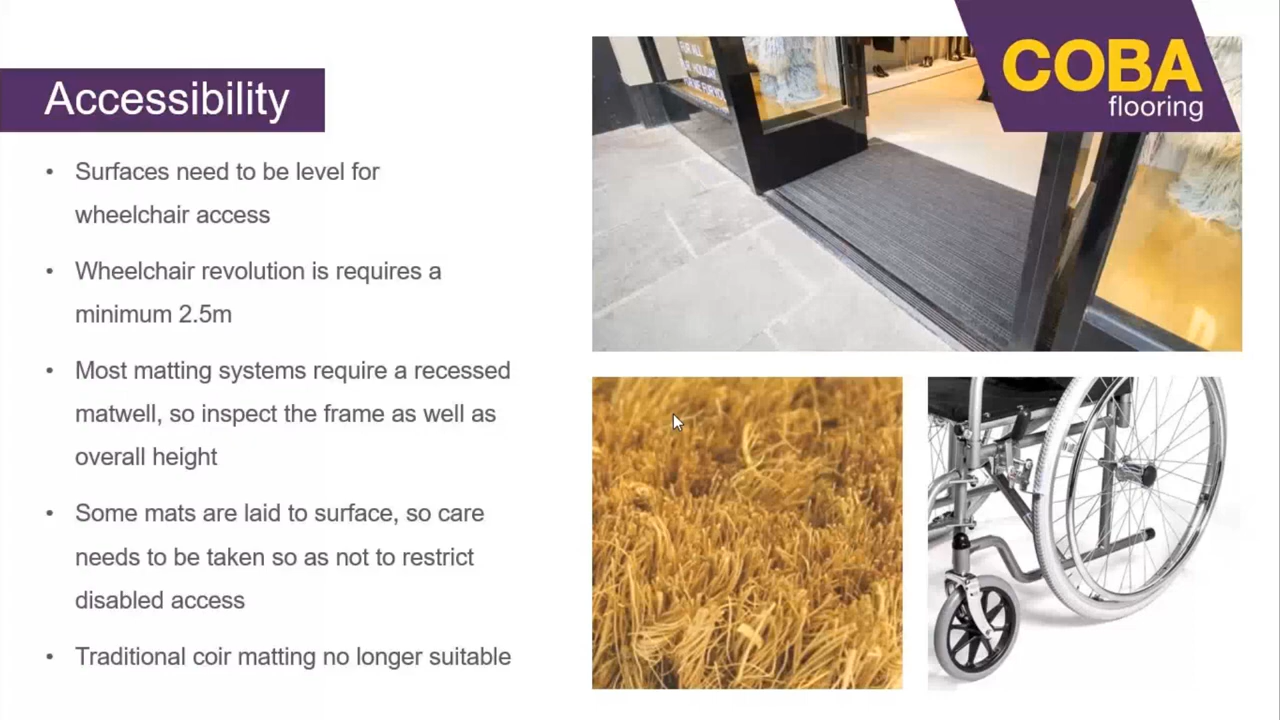 COBA
flooring
Accessibility
• Surfaces need to be level for
wheelchair access
• Wheelchair revolution is requires a
minimum 2.5m
• Most matting systems require a recessed
matwell, so inspect the frame as well as
overall height
• Some mats are laid to surface, so care
needs to be taken so as not to restrict
disabled access
• Traditional coir matting no longer suitable